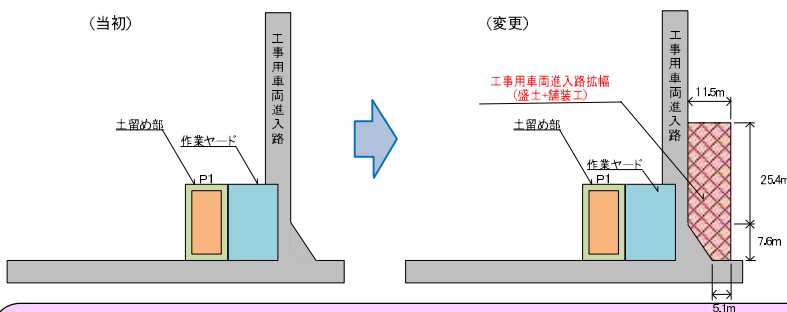 (当初)
工事用車両進入路
土留め部
作業ヤード
P1
(変更)
工事用車両進入路
工事用車両進入路拡幅
(盛土+舗装工)
11.5m
土留め部
作業ヤード
P1
25.4m
7.6m
5.1m